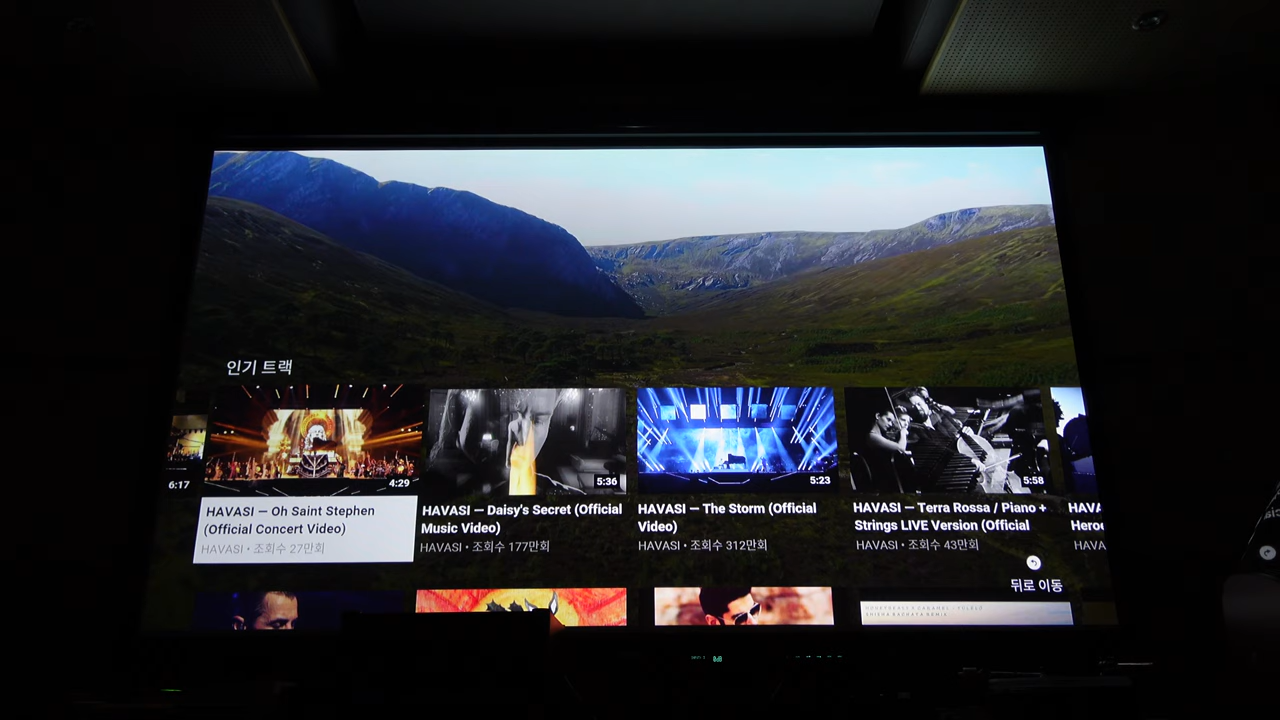 인기 트랙
6:17
4:29
5:36
5:23
5:58
HAVASI — Oh Saint Stephen
(Official Concert Video)
HAVASI • 조회수 27만회
HAVASI — Daisy's Secret (Official
Music Video)
HAVASI • 조회수 177만회
HAVASI — The Storm (Official
Video)
HAVASI • 조회수 312만회
HAVASI — Terra Rossa / Piano +
Strings LIVE Version (Official
HAVASI • 조회수 43만회
HAVA
Heroe
HAVAS
뒤로 이동